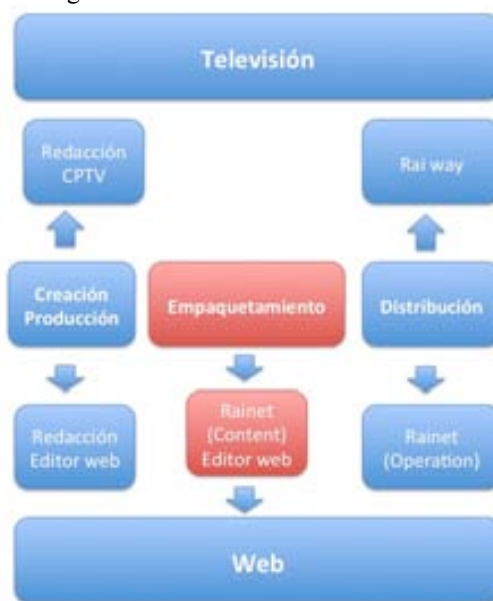 Televisión
Redacción
CPTV
Rai way
Creación
Producción
Empaquetamiento
Distribución
Redacción
Editor web
Rainet
(Content)
Editor web
Rainet
(Operation)
Web